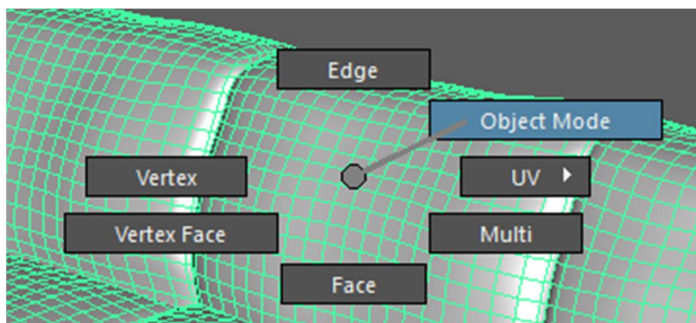 Edge
Object Mode
Vertex
UV
Vertex Face
Multi
Face